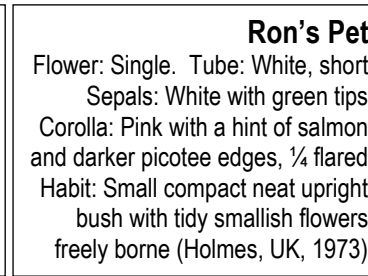 Ron's Pet
Flower: Single.  Tube: White, short
Sepals: White with green tips
Corolla: Pink with a hint of salmon
and darker picotee edges, ¼ flared
Habit: Small compact neat upright
bush with tidy smallish flowers
freely borne (Holmes, UK, 1973)